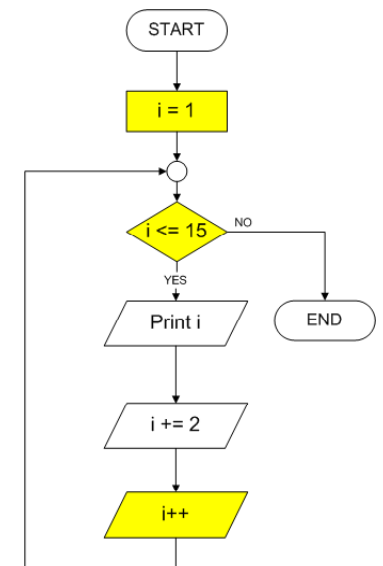 START
i = 1
i <= 15
NO
YES
Print i
END
i += 2
i++